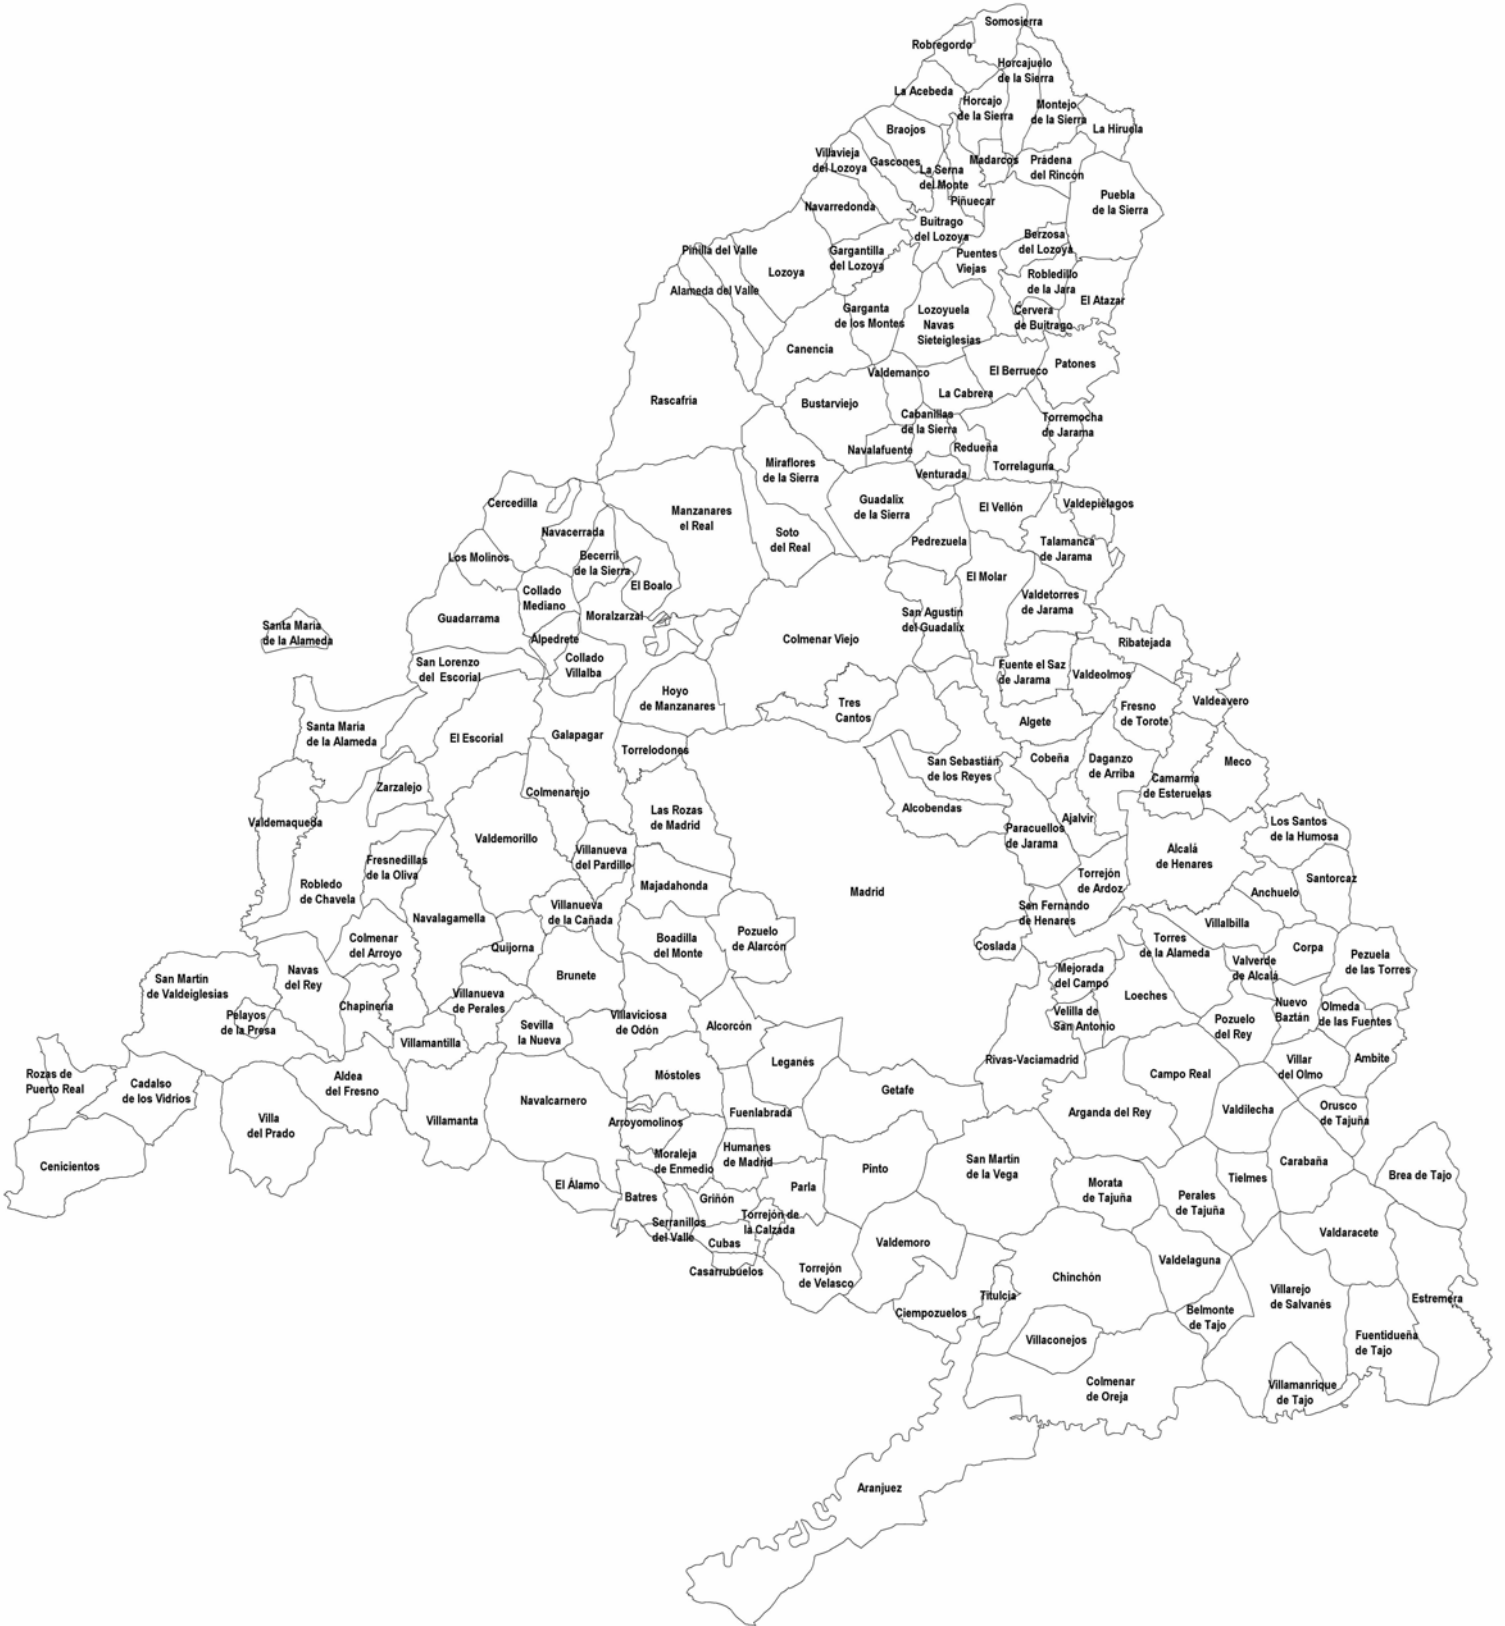 Somosierra
Robregordo
Horcajuelo
de la Sierra
La Acebeda
Horcajo
de la Sierra
Montejo
de la Sierra
La Hiruela
Braojos
Villavieja
del Lozoya
Gascones
La Serna
del Monte
Madarcos
Prádena
del Rincón
Piñuecar
Puebla
de la Sierra
Navarredonda
Buitrago
del Lozoya
Berzosa
del Lozoya
Pinilla del Valle
Lozoya
Gargantilla
del Lozoya
Puentes
Viejas
Robledillo
de la Jara
Alameda del Valle
El Atazar
Garganta
de los Montes
Lozoyuela
Navas
Sieteiglesias
Cervera
de Buitrago
Canencia
Valdemanco
El Berrueco
Patones
Rascafría
Bustarviejo
La Cabrera
Cabanillas
de la Sierra
Torremocha
de Jarama
Navalafuente
Redueña
Miraflores
de la Sierra
Venturada
Torrelaguna
Cercedilla
Manzanares
el Real
Guadalix
de la Sierra
El Vellón
Valdepiélagos
Navacerrada
Soto
del Real
Pedrezuela
Talamanca
de Jarama
Los Molinos
Becerril
de la Sierra
El Boalo
El Molar
Collado
Mediano
Valdetorres
de Jarama
Guadarrama
Moralzarzal
San Agustin
del Guadalix
Santa María
de la Alameda
Alpedrete
Colmenar Viejo
Ribatejada
San Lorenzo
del Escorial
Collado
Villalba
Fuente el Saz
de Jarama
Valdeolmos
Hoyo
de Manzanares
Tres
Cantos
Valdeavero
Fresno
de Torote
Santa María
de la Alameda
El Escorial
Galapagar
Algete
Torrelodones
San Sebastián
de los Reyes
Cobeña
Daganzo
de Arriba
Meco
Zarzalejo
Colmenarejo
Camarma
de Esteruelas
Valdemaqueda
Valdemorillo
Las Rozas
de Madrid
Alcobendas
Paracuellos
de Jarama
Ajalvir
Los Santos
de la Humosa
Fresnedillas
de la Oliva
Villanueva
del Pardillo
Alcalá
de Henares
Robledo
de Chavela
Majadahonda
Madrid
Torrejón
de Ardoz
Anchuelo
Santorcaz
Navalagamella
Villanueva
de la Cañada
San Fernando
de Henares
Villalbilla
Colmenar
del Arroyo
Quijorna
Boadilla
del Monte
Pozuelo
de Alarcón
Coslada
Torres
de la Alameda
Corpa
Navas
del Rey
Brunete
Mejorada
del Campo
Valverde
de Alcalá
Pezuela
de las Torres
San Martín
de Valdeiglesias
Chapinería
Villanueva
de Perales
Loeches
Nuevo
Baztán
Olmeda
de las Fuentes
Pelayos
de la Presa
Sevilla
la Nueva
Villaviciosa
de Odón
Alcorcón
Velilla de
San Antonio
Pozuelo
del Rey
Villamantilla
Leganés
Rivas-Vaciamadrid
Villar
del Olmo
Ambite
Rozas de
Puerto Real
Cadalso
de los Vidrios
Aldea
del Fresno
Móstoles
Getafe
Campo Real
Navalcarnero
Fuenlabrada
Arganda del Rey
Valdilecha
Orusco
de Tajuña
Villa
del Prado
Villamanta
Arroyomolinos
Cenicientos
Moraleja
de Enmedio
Humanes
de Madrid
Pinto
San Martín
de la Vega
Carabaña
Brea de Tajo
El Álamo
Batres
Griñón
Parla
Morata
de Tajuña
Perales
de Tajuña
Tielmes
Serranillos
del Valle
Torrejón de
la Calzada
Cubas
Valdemoro
Valdaracete
Casarrubuelos
Torrejón
de Velasco
Chinchón
Valdelaguna
Ciempozuelos
Titulcia
Villarejo
de Salvanés
Estremera
Belmonte
de Tajo
Villaconejos
Fuentidueña
de Tajo
Colmenar
de Oreja
Villamanrique
de Tajo
Aranjuez